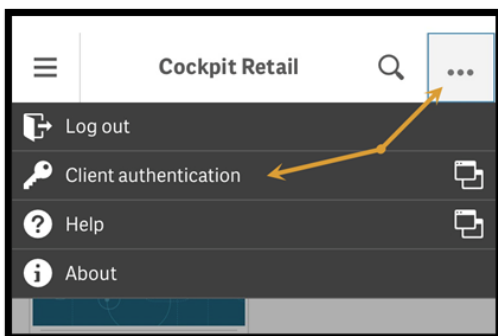 Cockpit Retail
Log out
Client authentication
Help
About